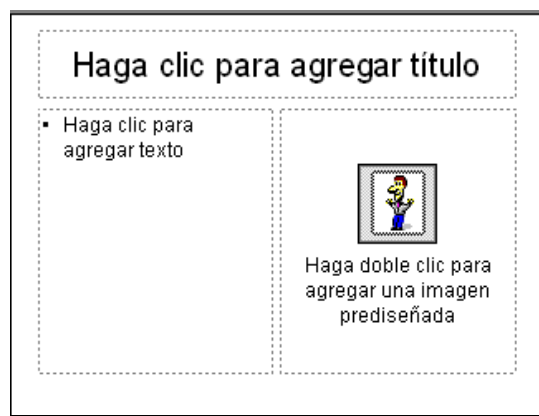 Haga clic para agregar título
▪ Haga clic para
agregar texto
Haga doble clic para
agregar una imagen
prediseñada